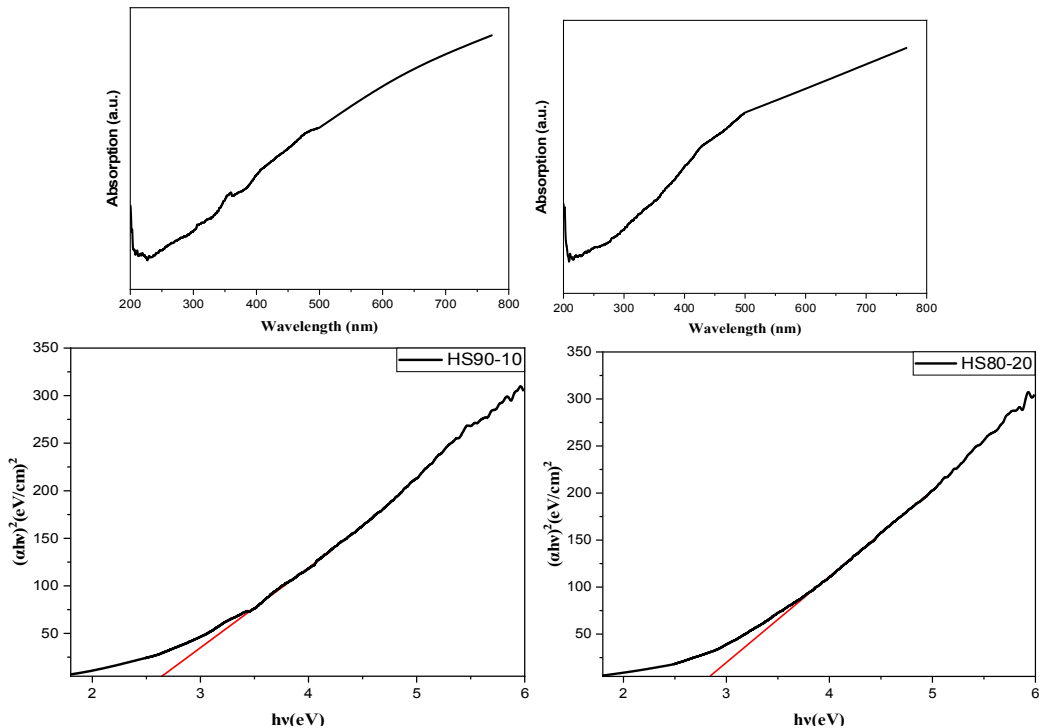 Absorption (a.u.)
200 300 400 500 600 700 800
Wavelength (nm)
Absorption (a.u.)
200 300 400 500 600 700 800
Wavelength (nm)
HS90-10
350
300
250
200
150
100
50
(αhν)²(eV/cm)²
2 3 4 5 6
hν(eV)
HS80-20
350
300
250
200
150
100
50
(αhν)²(eV/cm)²
2 3 4 5 6
hν(eV)